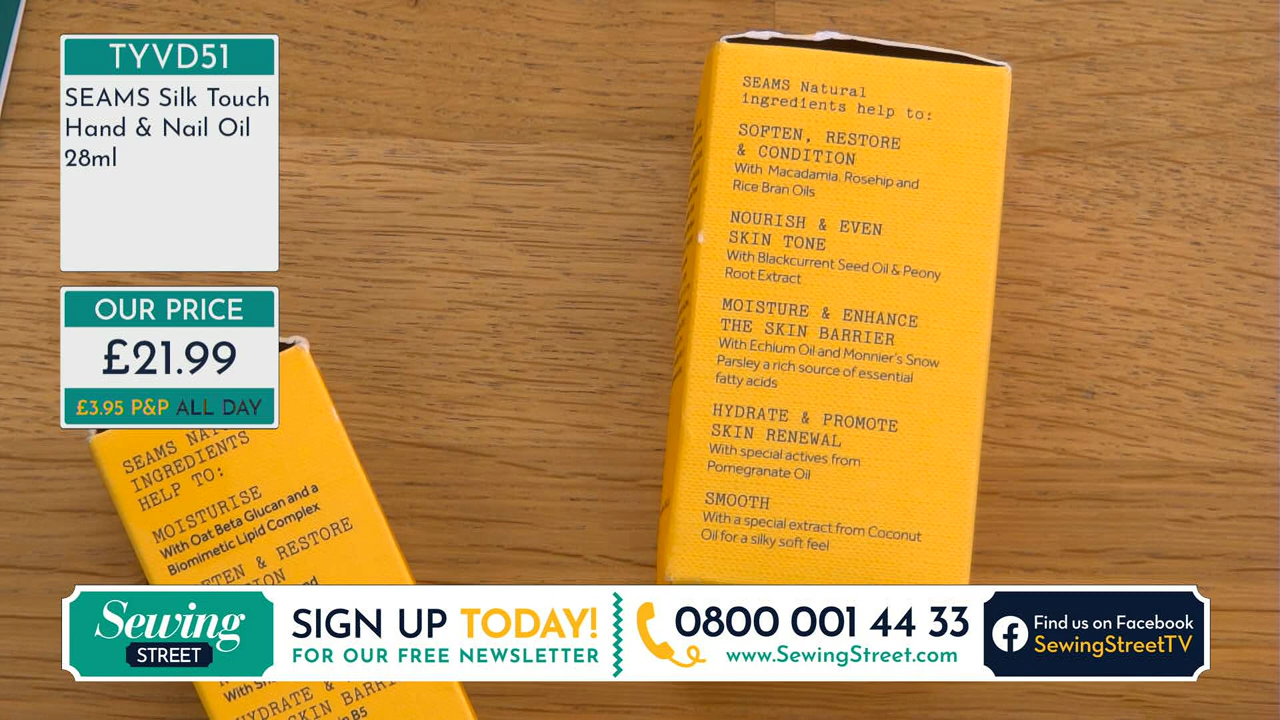 TYVD51
SEAMS Silk Touch
Hand & Nail Oil
28ml
OUR PRICE
£21.99
£3.95 P&P ALL DAY
SEAMS Natural
ingredients help to:
SOFTEN, RESTORE
& CONDITION
With Macadamia, Rosehip and
Rice Bran Oils
NOURISH & EVEN
SKIN TONE
With Blackcurrent Seed Oil & Peony
Root Extract
MOISTURE & ENHANCE
THE SKIN BARRIER
With Echium Oil and Monnier's Snow
Parsley a rich source of essential
fatty acids
HYDRATE & PROMOTE
SKIN RENEWAL
With special actives from
Pomegranate Oil
SMOOTH
With a special extract from Coconut
Oil for a silky soft feel
SEAMS
INGREDIENTS
HELP TO:
MOISTURISE
With Oat Beta Glucan and a
Biomimetic Lipid Complex
& RESTORE
With
HYDRATE &
SKIN
B5
Sewing
STREET
SIGN UP TODAY!
FOR OUR FREE NEWSLETTER
0800 001 44 33
www.SewingStreet.com
Find us on Facebook
SewingStreetTV